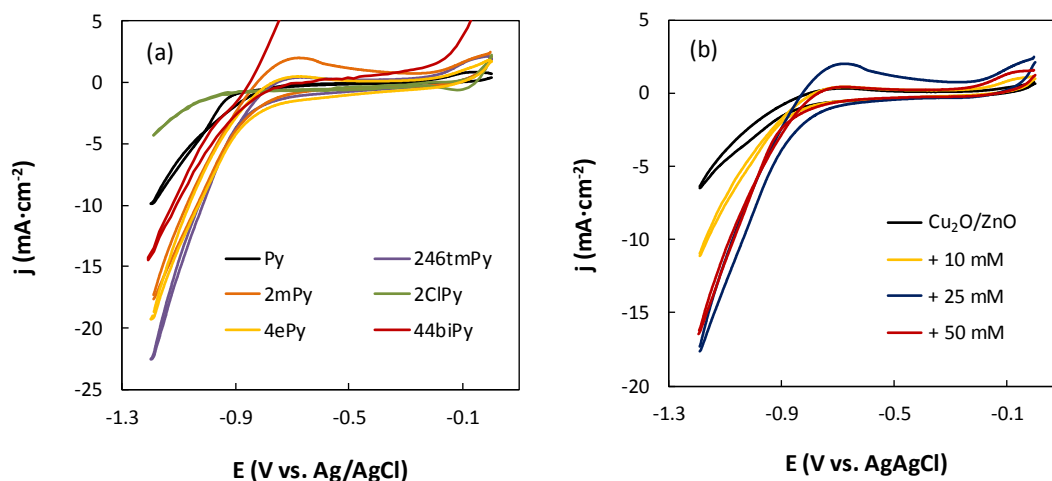 (a)
5
0
-5
-10
-15
-20
-25
j (mA·cm-2)
Py
246tmPy
2mPy
2ClPy
4ePy
44biPy
-1.3
-0.9
-0.5
-0.1
E (V vs. Ag/AgCl)
(b)
5
0
-5
-10
-15
-20
j (mA·cm-2)
Cu2O/ZnO
+ 10 mM
+ 25 mM
+ 50 mM
-1.3
-0.9
-0.5
-0.1
E (V vs. AgAgCl)